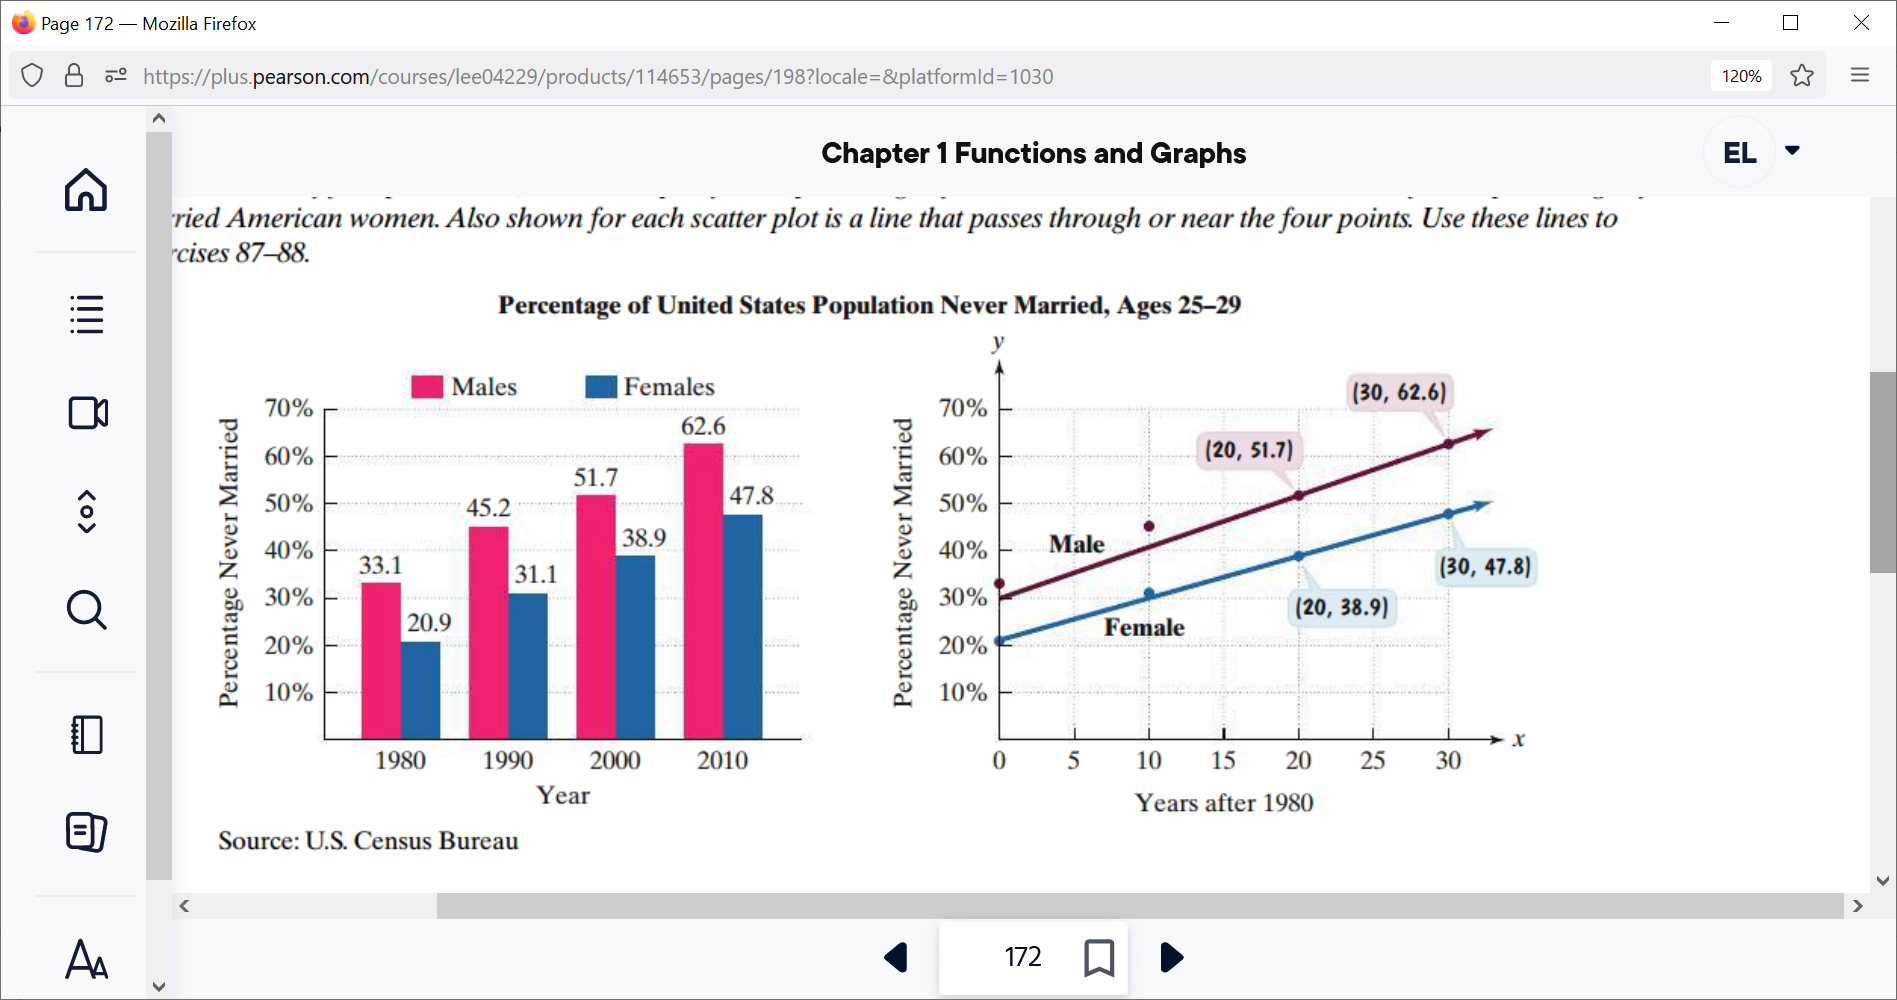 Page 172 — Mozilla Firefox
https://plus.pearson.com/courses/lee04229/products/114653/pages/198?locale=&platformId=1030
120%
Chapter 1 Functions and Graphs
EL
rried American women. Also shown for each scatter plot is a line that passes through or near the four points. Use these lines to
rcises 87–88.
Percentage of United States Population Never Married, Ages 25–29
Males
Females
Percentage Never Married
70%
60%
50%
40%
30%
20%
10%
33.1
20.9
45.2
31.1
51.7
38.9
62.6
47.8
1980
1990
2000
2010
Year
y
Percentage Never Married
70%
60%
50%
40%
30%
20%
10%
(30, 62.6)
(20, 51.7)
Male
(30, 47.8)
(20, 38.9)
Female
0
5
10
15
20
25
30
x
Years after 1980
Source: U.S. Census Bureau
172